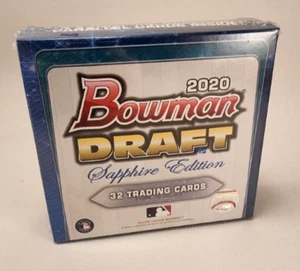 2020
Bowman
DRAFT
Sapphire Edition
32 TRADING CARDS